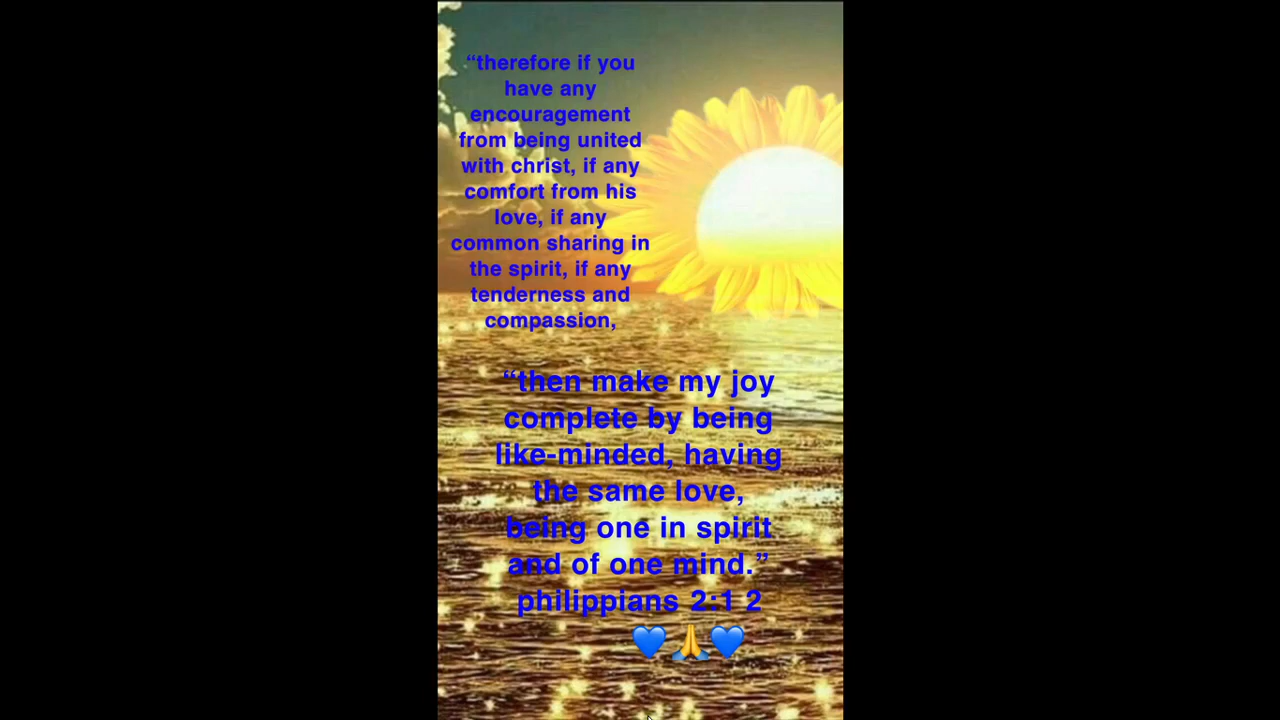 “therefore if you
have any
encouragement
from being united
with christ, if any
comfort from his
love, if any
common sharing in
the spirit, if any
tenderness and
compassion,
“then make my joy
complete by being
like-minded, having
the same love,
being one in spirit
and of one mind.”
philippians 2:1 2
💙🙏💙